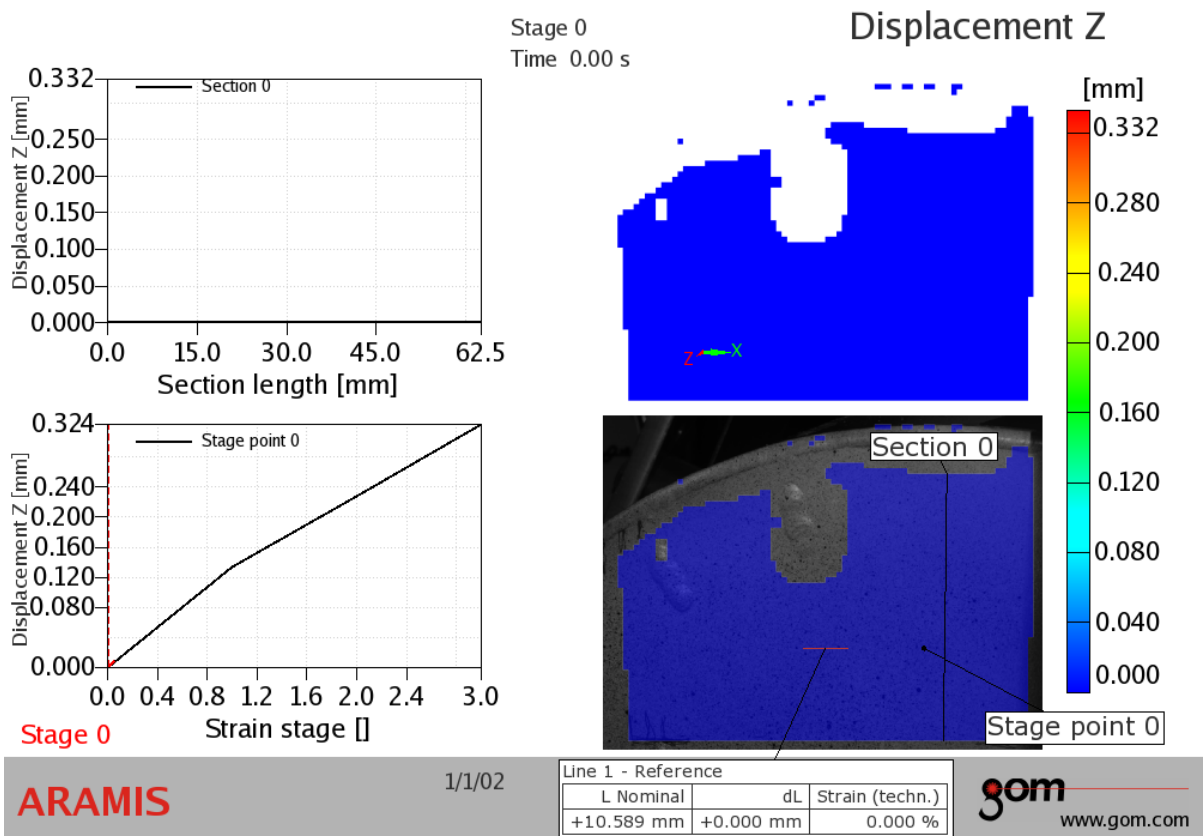 Stage 0
Time 0.00 s
Displacement Z
Displacement Z [mm]
0.332
0.250
0.200
0.150
0.100
0.050
0.000
Section 0
0.0 15.0 30.0 45.0 62.5
Section length [mm]
Z X
[mm]
0.332
0.280
0.240
0.200
0.160
0.120
0.080
0.040
0.000
Displacement Z [mm]
0.324
0.240
0.200
0.160
0.120
0.080
0.000
Stage point 0
0.0 0.4 0.8 1.2 1.6 2.0 2.4 3.0
Strain stage []
Stage 0
Section 0
Stage point 0
ARAMIS
1/1/02
Line 1 - Reference
L Nominal dL Strain (techn.)
+10.589 mm +0.000 mm 0.000 %
gom
www.gom.com